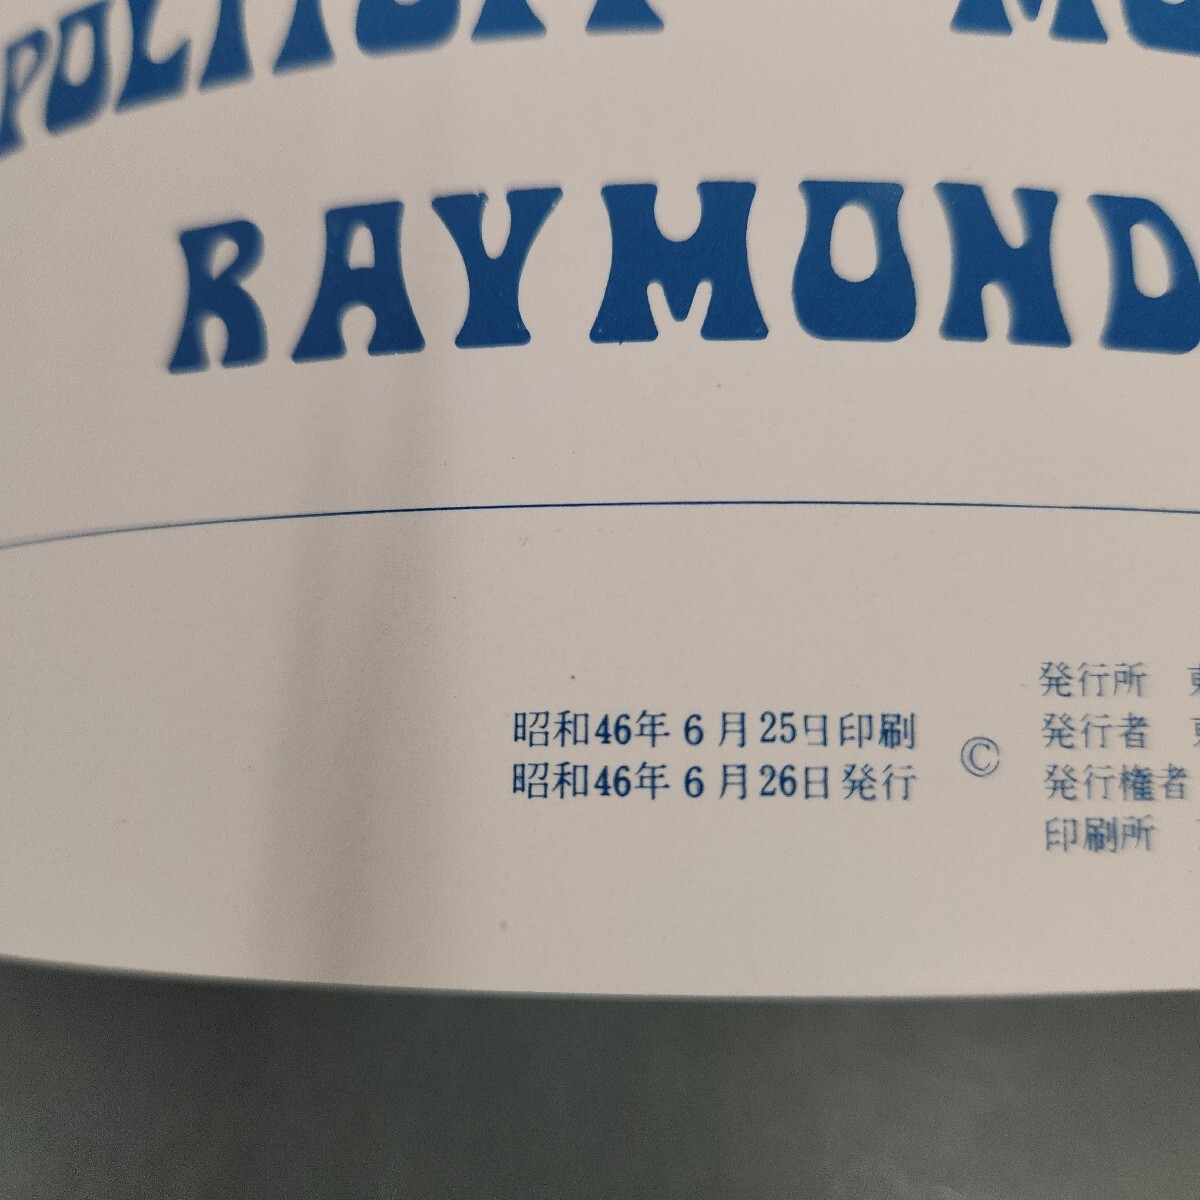 RAYMOND
発行所
昭和46年6月25日印刷
発行者
昭和46年6月26日発行
©
発行権者
印刷所